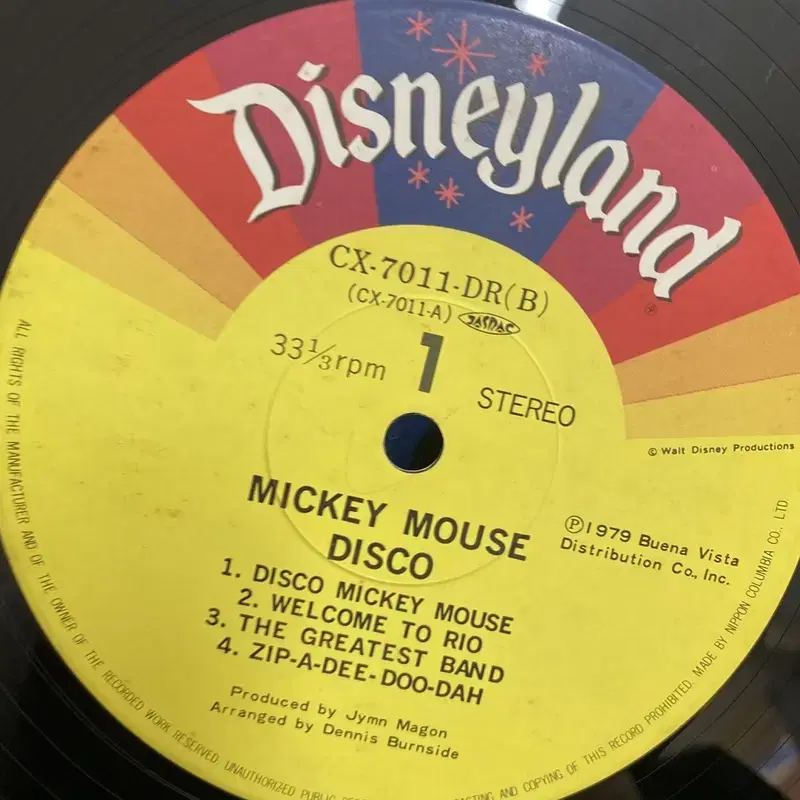 Disneyland
®
CX-7011-DR(B)
(CX-7011-A) JASRAC
33⅓rpm 1 STEREO
© Walt Disney Productions
MICKEY MOUSE
DISCO
℗1979 Buena Vista
Distribution Co., Inc.
1. DISCO MICKEY MOUSE
2. WELCOME TO RIO
3. THE GREATEST BAND
4. ZIP-A-DEE-DOO-DAH
Produced by Jymn Magon
Arranged by Dennis Burnside
ALL RIGHTS OF THE MANUFACTURER AND OF THE OWNER OF THE RECORDED WORK RESERVED. UNAUTHORIZED PUBLIC AND COPYING OF THIS RECORD PROHIBITED. MADE BY NIPPON COLUMBIA CO., LTD